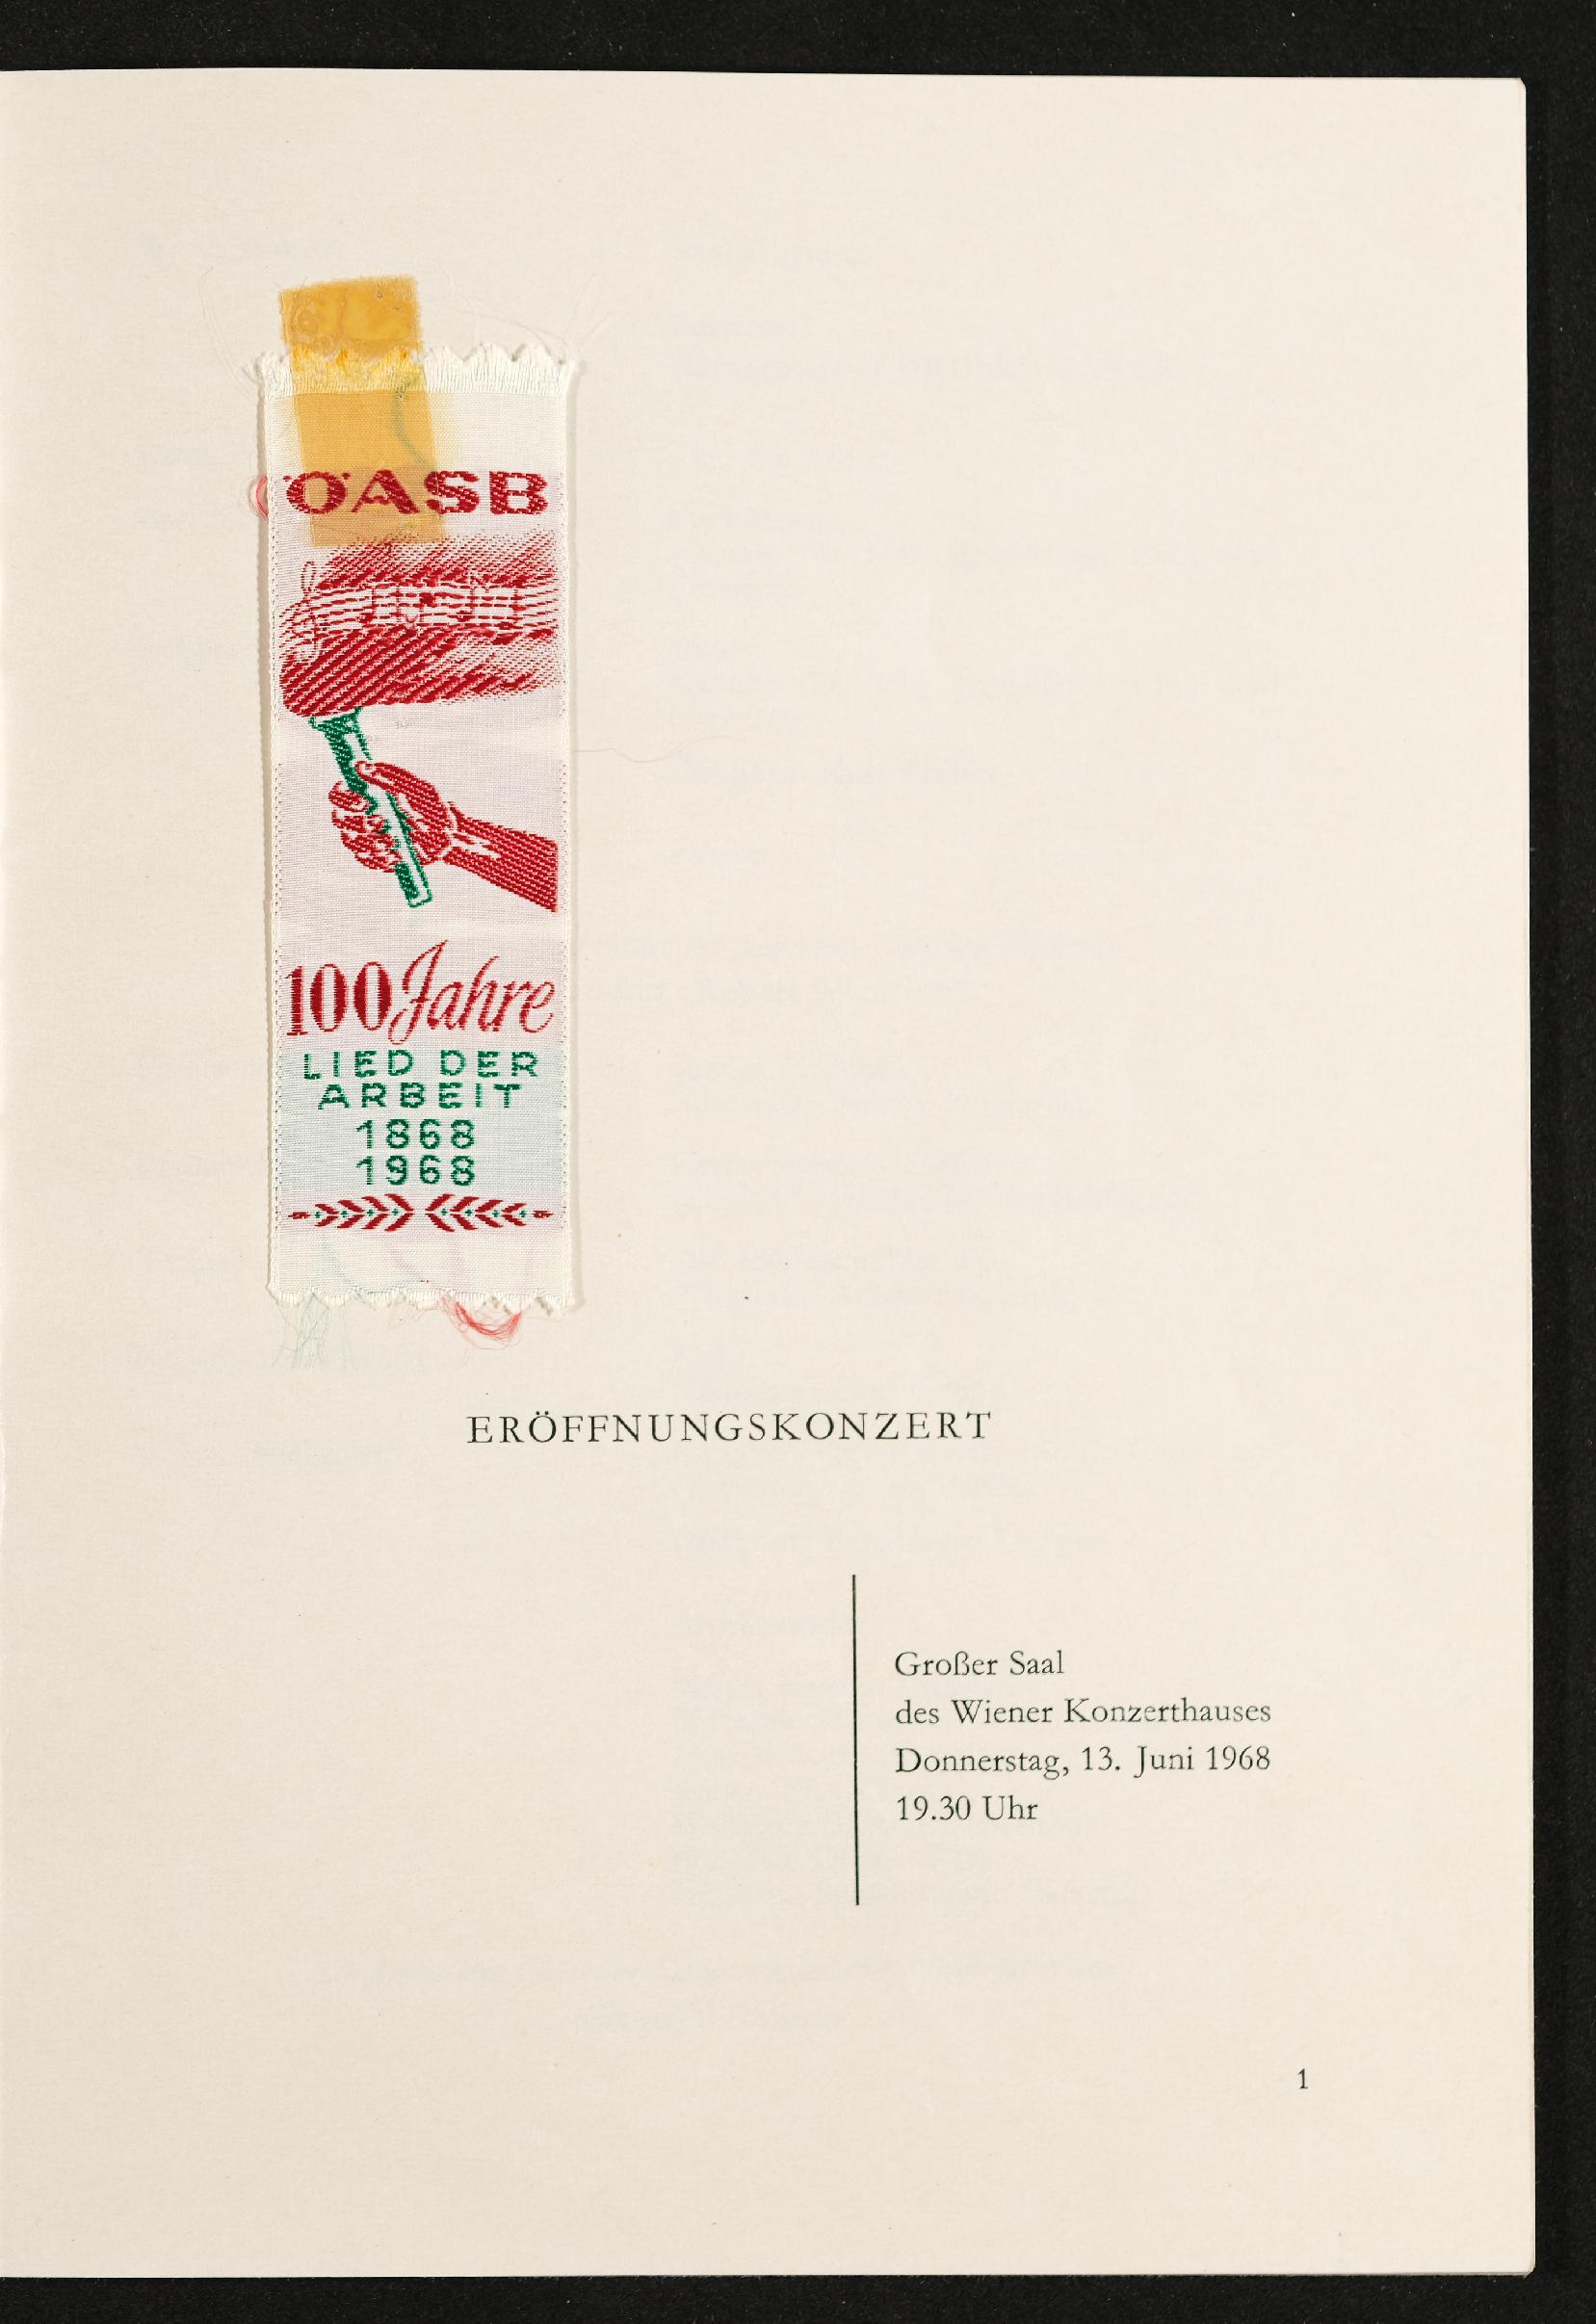 ÖASB
100 Jahre
LIED DER
ARBEIT
1868
1968
ERÖFFNUNGSKONZERT
Großer Saal
des Wiener Konzerthauses
Donnerstag, 13. Juni 1968
19.30 Uhr
1